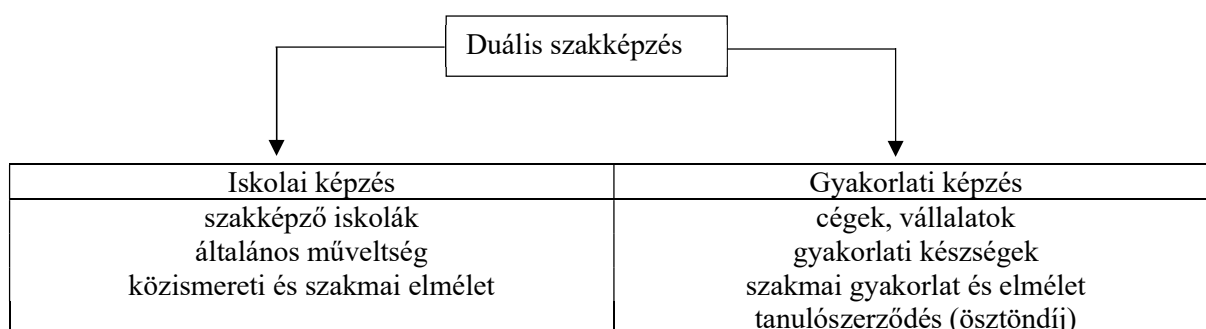 Duális szakképzés
Iskolai képzés
szakképző iskolák
általános műveltség
közismereti és szakmai elmélet
Gyakorlati képzés
cégek, vállalatok
gyakorlati készségek
szakmai gyakorlat és elmélet
tanulószerződés (ösztöndíj)